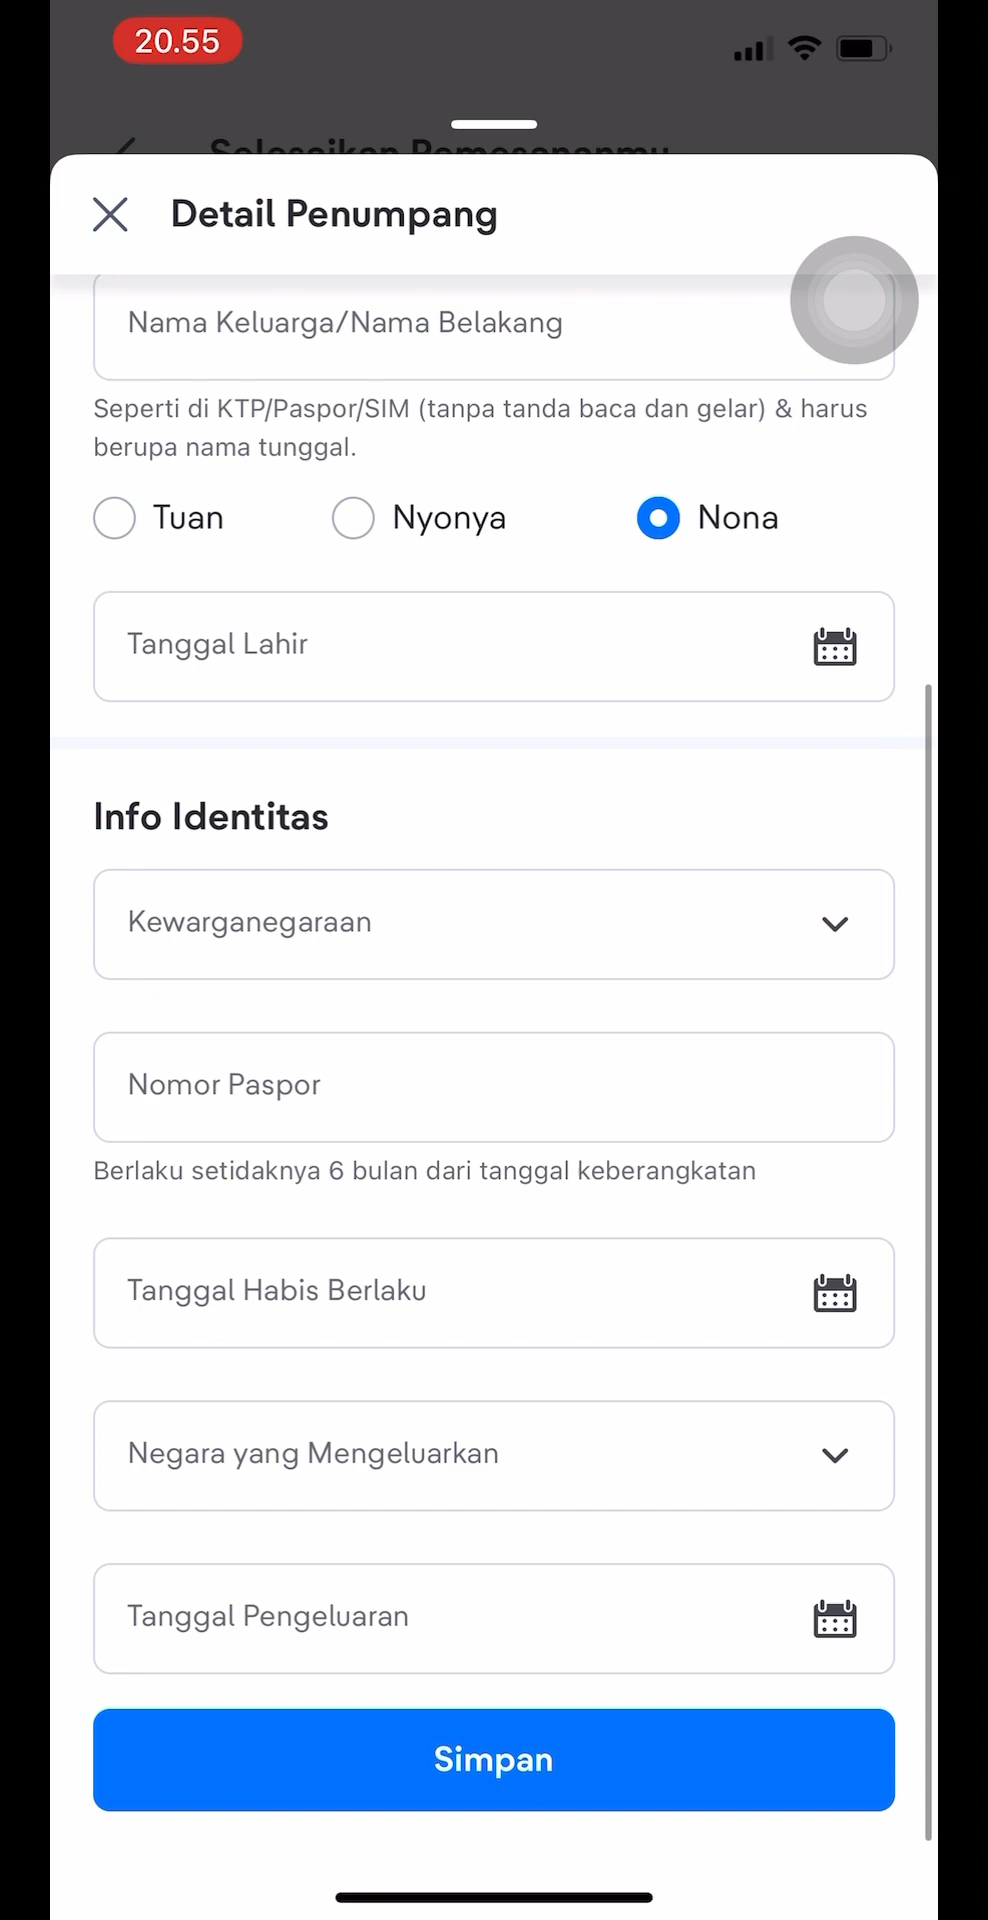 20.55
Selesaikan Pemesananmu
Detail Penumpang
Nama Keluarga/Nama Belakang
Seperti di KTP/Paspor/SIM (tanpa tanda baca dan gelar) & harus
berupa nama tunggal.
Tuan Nyonya Nona
Tanggal Lahir
Info Identitas
Kewarganegaraan
Nomor Paspor
Berlaku setidaknya 6 bulan dari tanggal keberangkatan
Tanggal Habis Berlaku
Negara yang Mengeluarkan
Tanggal Pengeluaran
Simpan